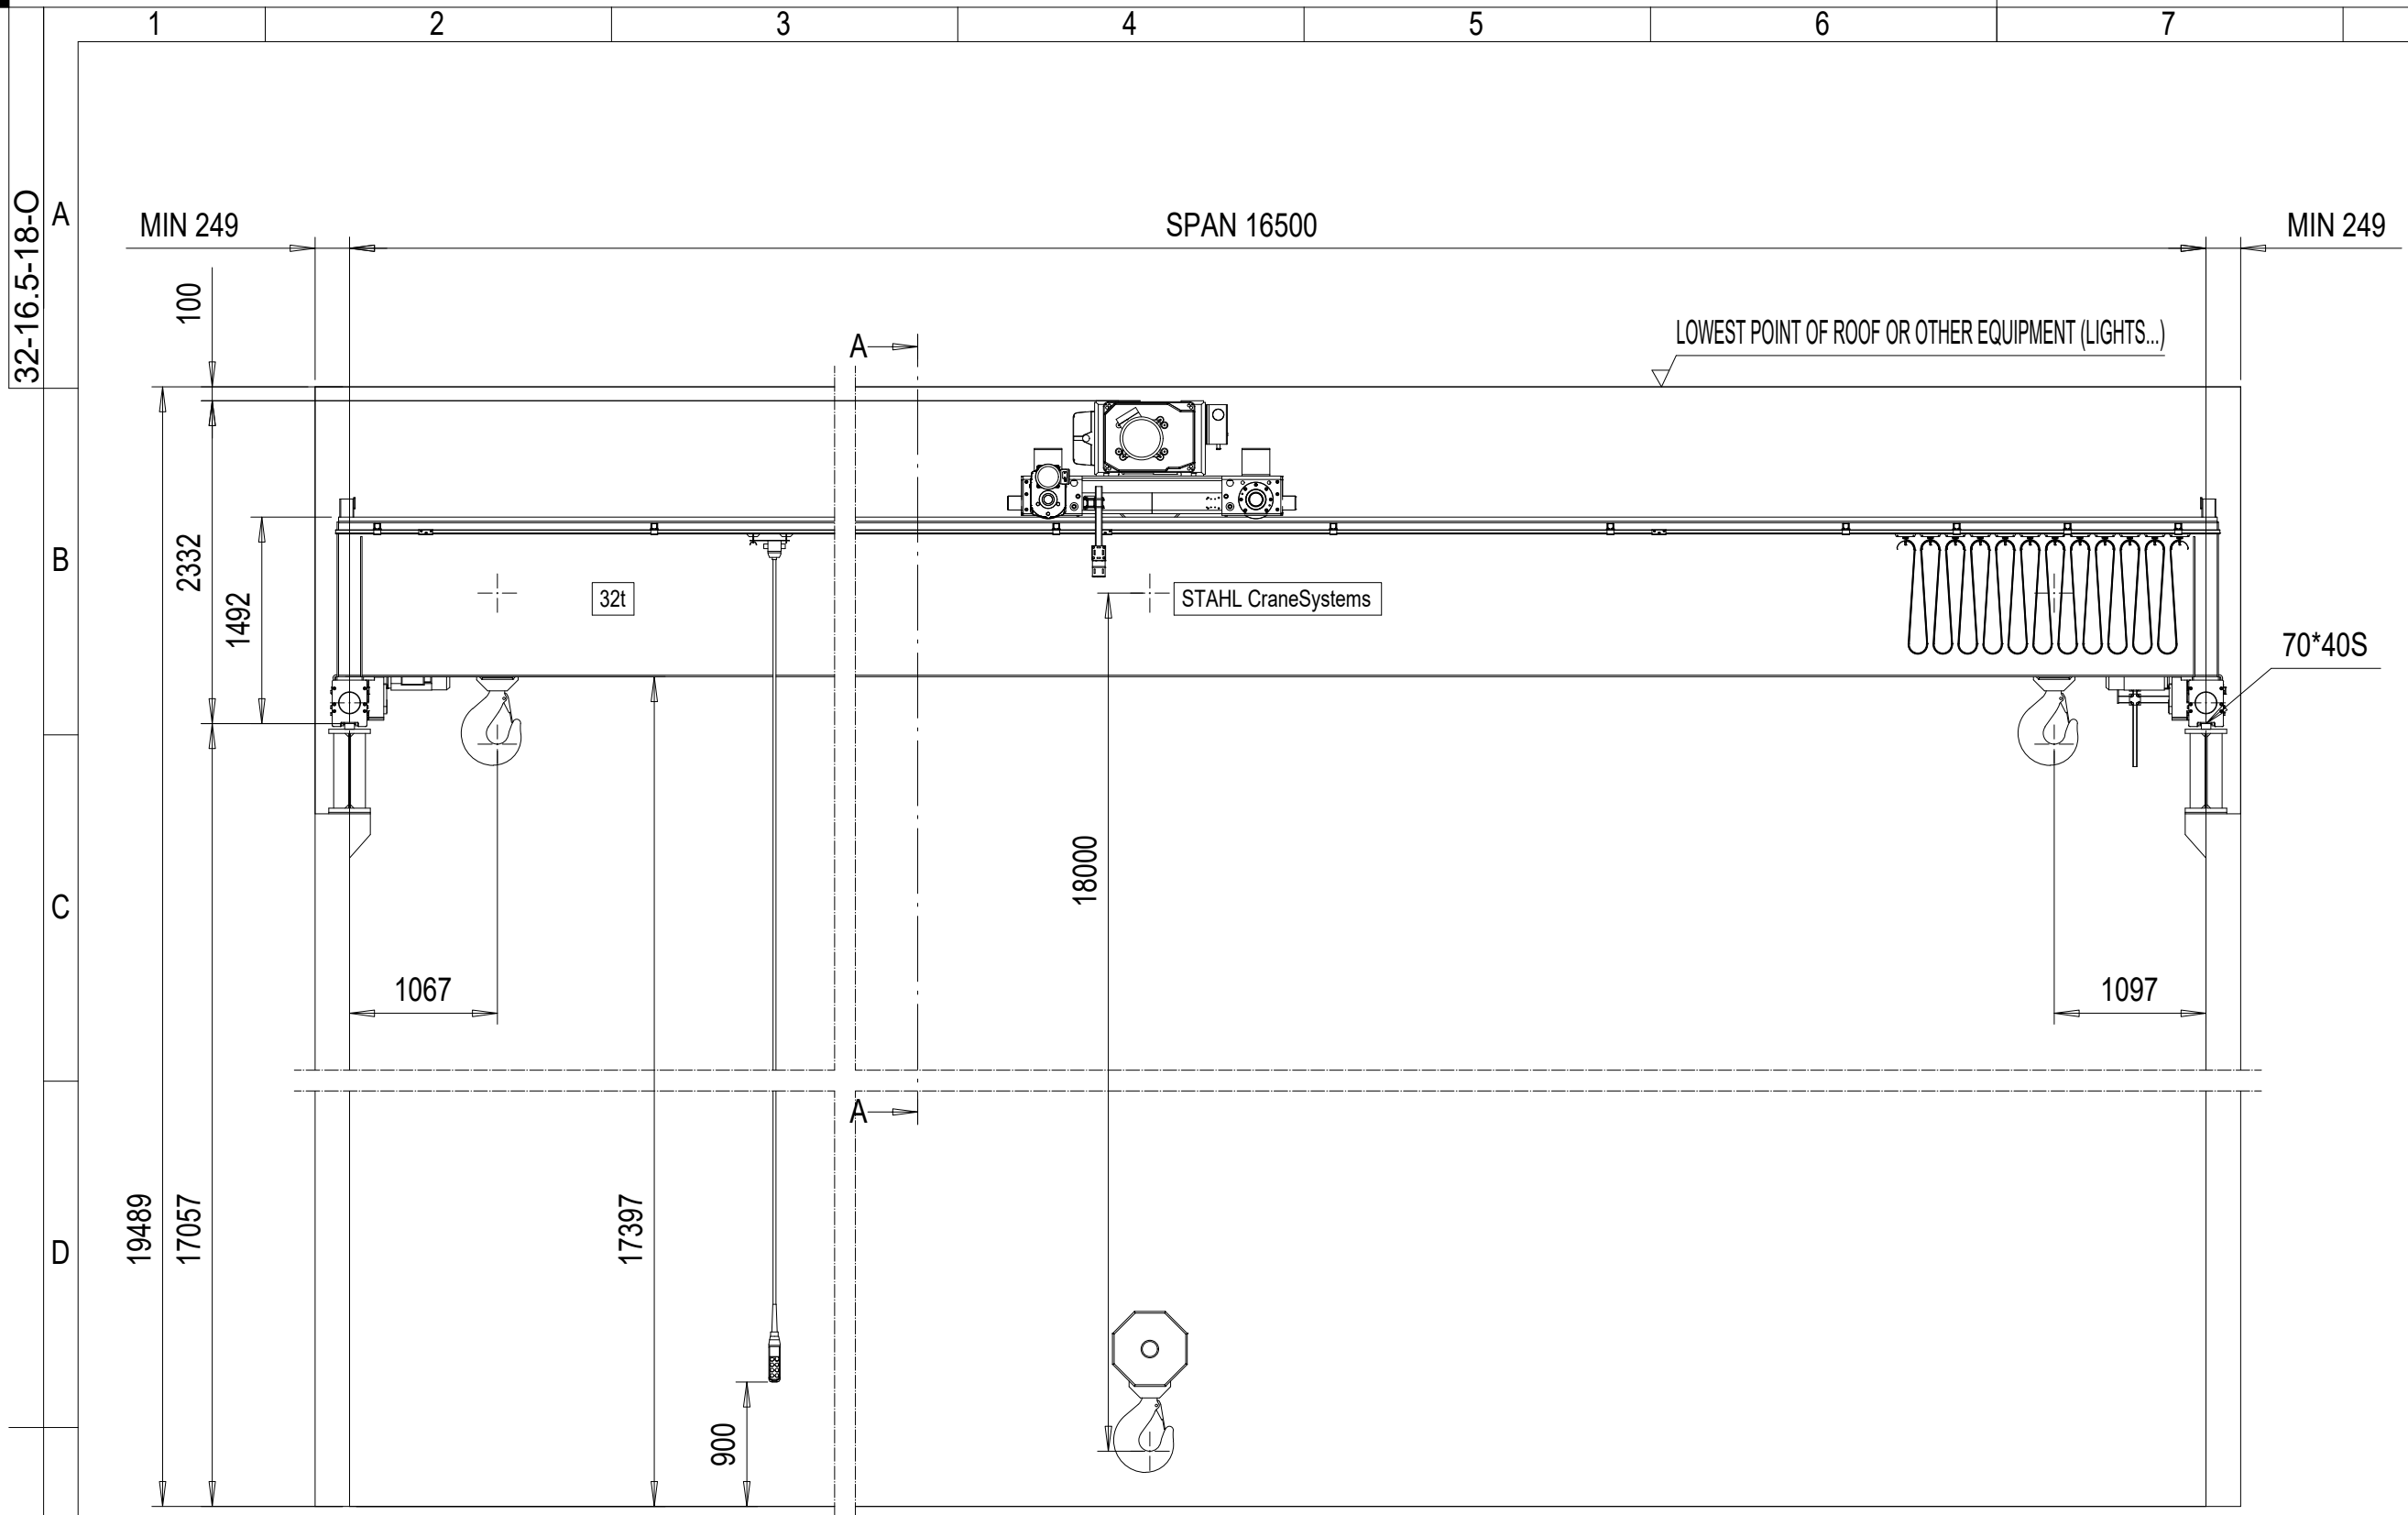 1
2
3
4
5
6
7
32-16.5-18-O
A
MIN 249
SPAN 16500
MIN 249
100
A
LOWEST POINT OF ROOF OR OTHER EQUIPMENT (LIGHTS...)
B
2332
1492
32t
STAHL CraneSystems
70*40S
C
18000
1067
1097
A
D
19489
17057
17397
900